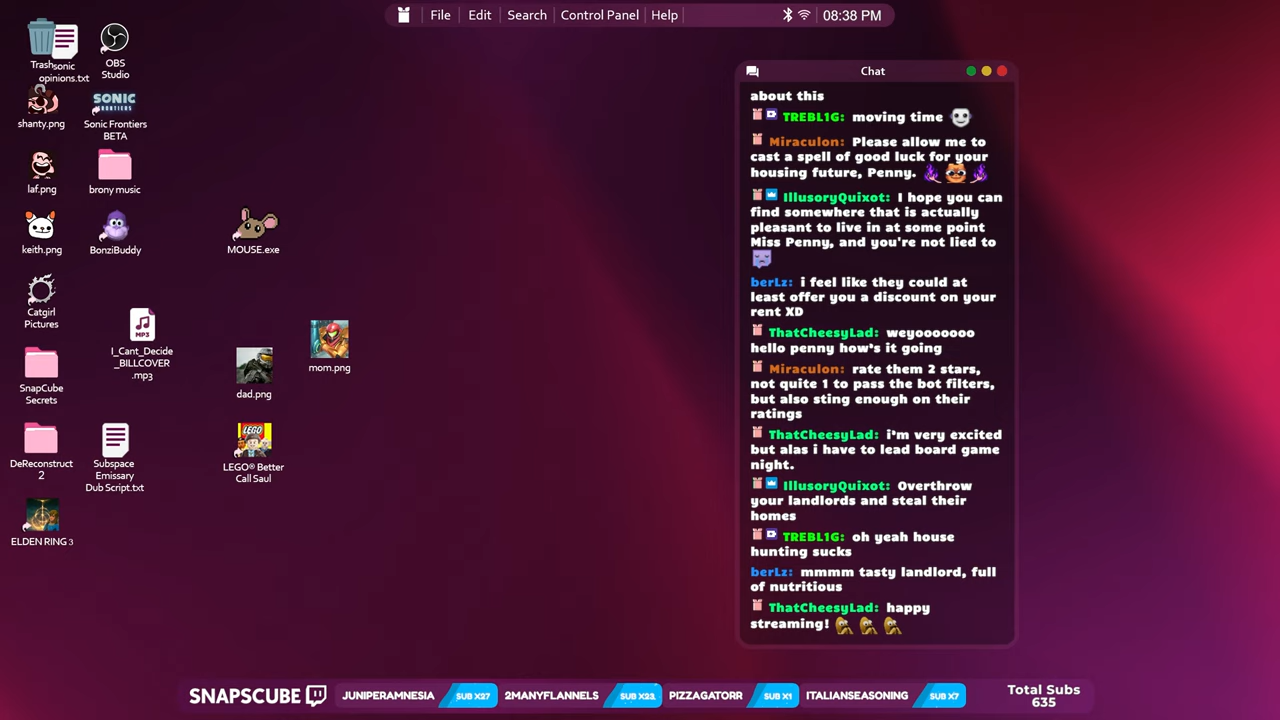 File Edit Search Control Panel Help 08:38 PM
Trash
sonic opinions.txt
OBS Studio
shanty.png
SONIC FRONTIERS
Sonic Frontiers BETA
laf.png
brony music
keith.png
BonziBuddy
MOUSE.exe
Catgirl Pictures
MP3
I_Cant_Decide
_BILLCOVER
.mp3
dad.png
mom.png
SnapCube Secrets
DeReconstruct 2
Subspace Emissary Dub Script.txt
LEGO
LEGO® Better Call Saul
ELDEN RING 3
Chat
about this
TREBL1G: moving time
Miraculon: Please allow me to
cast a spell of good luck for your
housing future, Penny.
IllusoryQuixot: I hope you can
find somewhere that is actually
pleasant to live in at some point
Miss Penny, and you're not lied to
berLz: i feel like they could at
least offer you a discount on your
rent XD
ThatCheesyLad: weyooooooo
hello penny how's it going
Miraculon: rate them 2 stars,
not quite 1 to pass the bot filters,
but also sting enough on their
ratings
ThatCheesyLad: i'm very excited
but alas i have to lead board game
night.
IllusoryQuixot: Overthrow
your landlords and steal their
homes
TREBL1G: oh yeah house
hunting sucks
berLz: mmmm tasty landlord, full
of nutritious
ThatCheesyLad: happy
streaming!
SNAPSCUBE JUNIPERAMNESIA SUB X27 2MANYFLANNELS SUB X23 PIZZAGATORR SUB X1 ITALIANSEASONING SUB X7
Total Subs
635